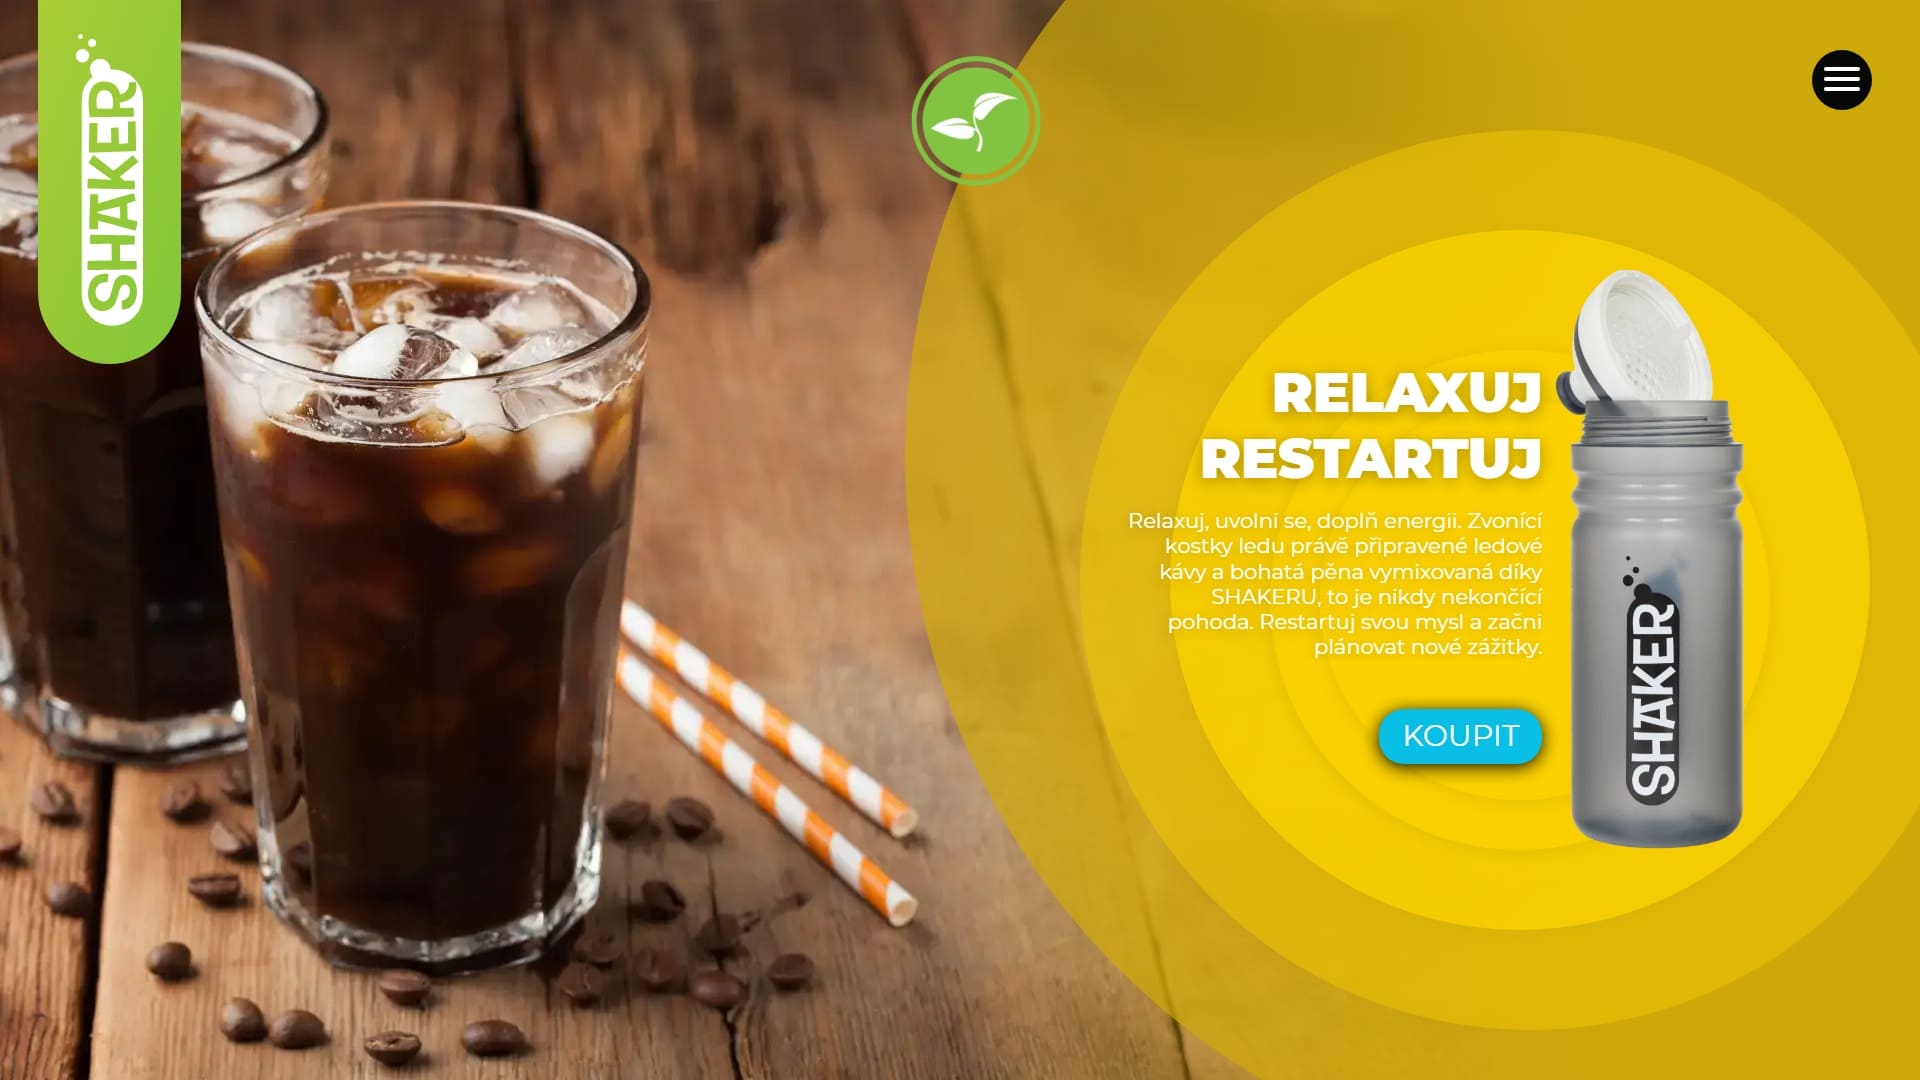 SHAKER
RELAXUJ
RESTARTUJ
Relaxuj, uvolni se, doplň energii. Zvonící
kostky ledu právě připravené ledové
kávy a bohatá pěna vymixovaná díky
SHAKERU, to je nikdy nekončící
pohoda. Restartuj svou mysl a začni
plánovat nové zážitky.
KOUPIT
SHAKER